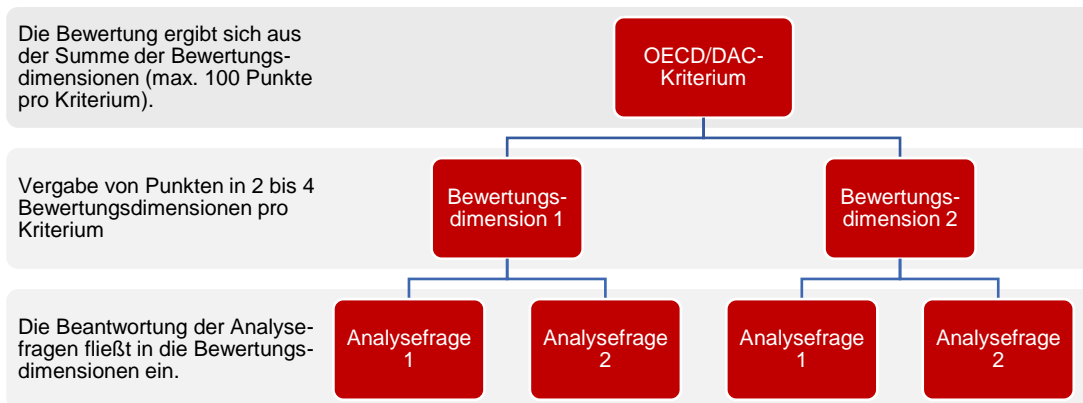 Die Bewertung ergibt sich aus
der Summe der Bewertungs-
dimensionen (max. 100 Punkte
pro Kriterium).
OECD/DAC-
Kriterium
Vergabe von Punkten in 2 bis 4
Bewertungsdimensionen pro
Kriterium
Bewertungs-
dimension 1
Bewertungs-
dimension 2
Die Beantwortung der Analyse-
fragen fließt in die Bewertungs-
dimensionen ein.
Analysefrage
1
Analysefrage
2
Analysefrage
1
Analysefrage
2